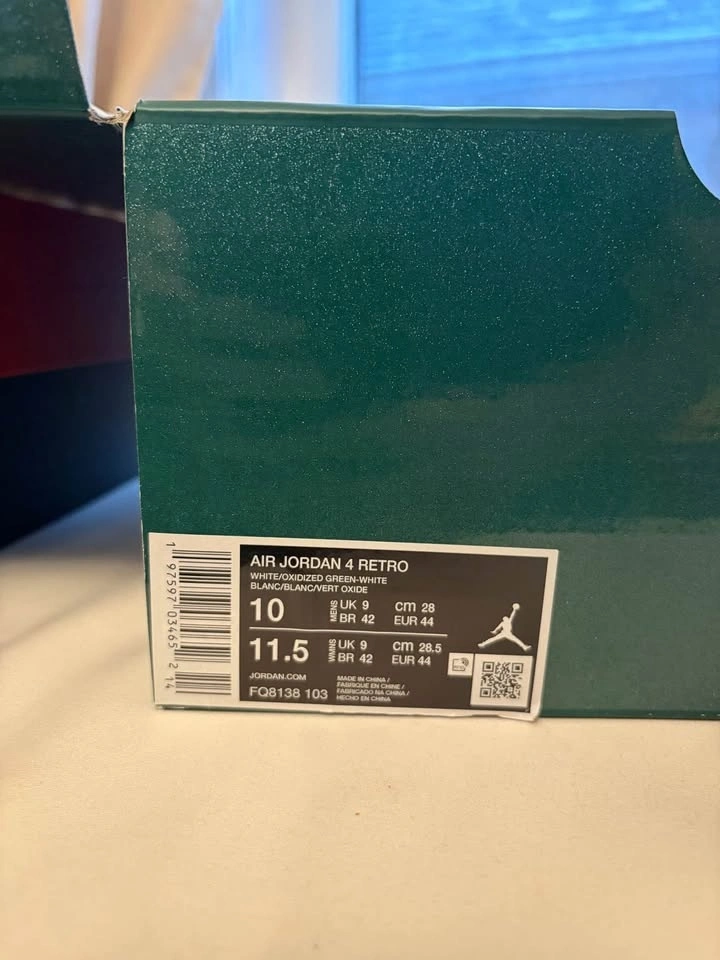 AIR JORDAN 4 RETRO
WHITE/OXIDIZED GREEN-WHITE
BLANC/BLANC/VERT OXIDE
10 MENS UK 9 cm 28
BR 42 EUR 44
11.5 WMNS UK 9 cm 28.5
BR 42 EUR 44
JORDAN.COM
FQ8138 103
MADE IN CHINA /
FABRIQUE EN CHINE /
FABRICADO NA CHINA /
HECHO EN CHINA
1 97597 03465 2 14